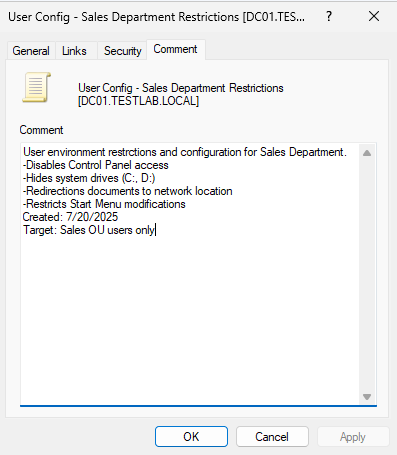 User Config - Sales Department Restrictions [DC01.TES...
?
General Links Security Comment
User Config - Sales Department Restrictions
[DC01.TESTLAB.LOCAL]
Comment
User environment restrctions and configuration for Sales Department.
-Disables Control Panel access
-Hides system drives (C:, D:)
-Redirections documents to network location
-Restricts Start Menu modifications
Created: 7/20/2025
Target: Sales OU users only
OK Cancel Apply